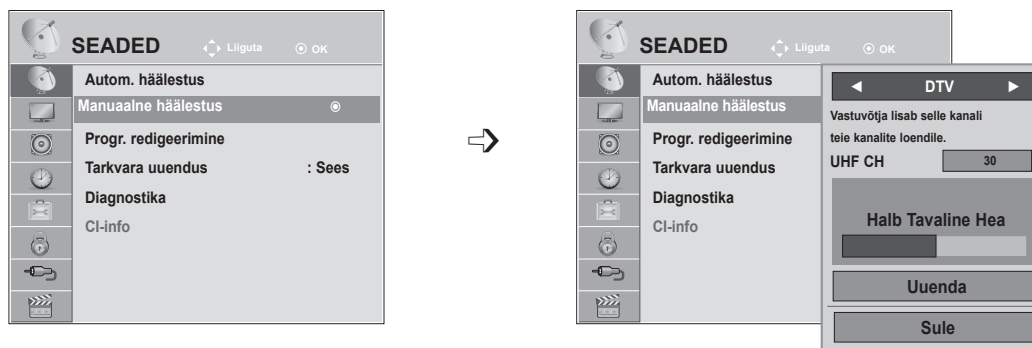 SEADED Liiguta OK
Autom. häälestus
Manuaalne häälestus
Progr. redigeerimine
Tarkvara uuendus : Sees
Diagnostika
CI-info
SEADED Liiguta OK
Autom. häälestus
Manuaalne häälestus
Progr. redigeerimine
Tarkvara uuendus
Diagnostika
CI-info
◄ DTV ►
Vastuvõtja lisab selle kanali
teie kanalite loendile.
UHF CH 30
Halb Tavaline Hea
Uuenda
Sule